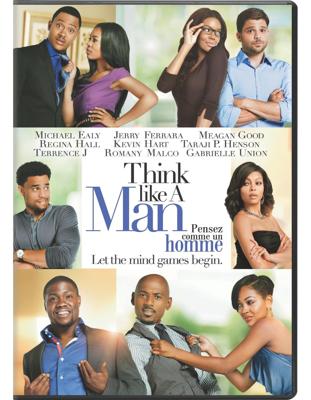 MICHAEL EALY JERRY FERRARA MEAGAN GOOD
REGINA HALL KEVIN HART TARAJI P. HENSON
TERRENCE J ROMANY MALCO GABRIELLE UNION
Think
like A
Man
Pensez
comme un
homme
Let the mind games begin.